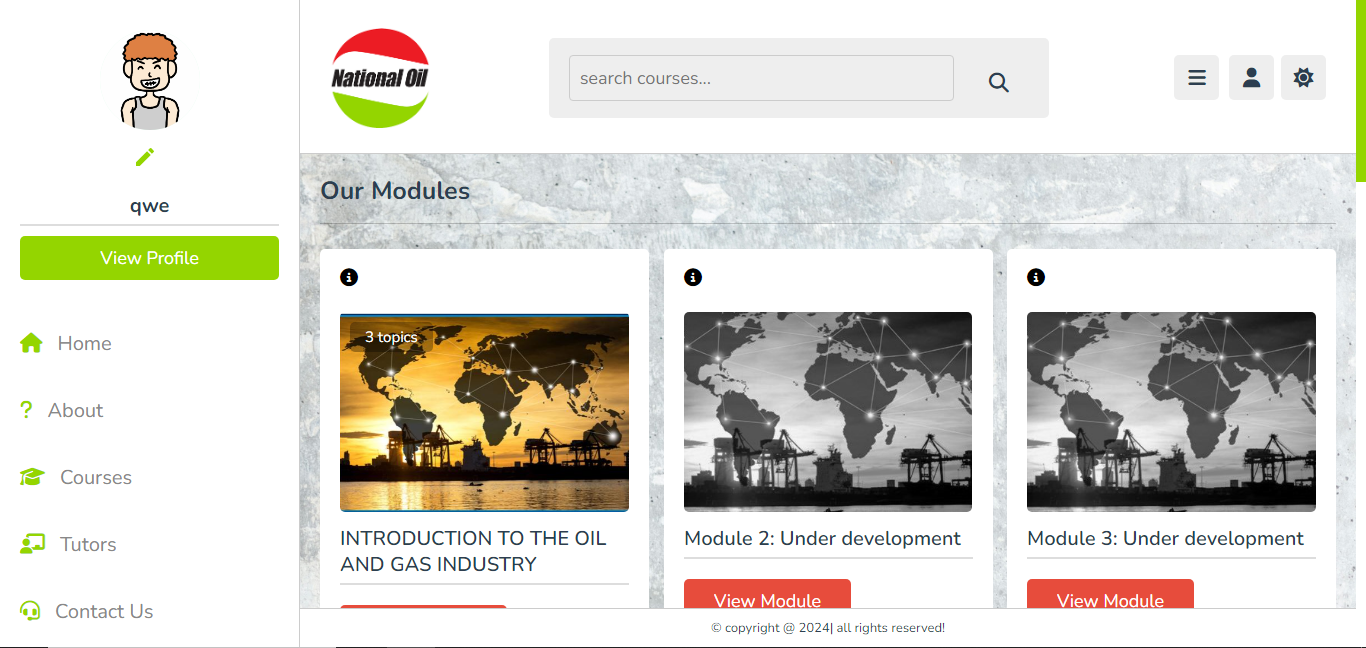 National Oil
search courses...
qwe
View Profile
Home
? About
Courses
Tutors
Contact Us
Our Modules
3 topics
INTRODUCTION TO THE OIL
AND GAS INDUSTRY
Module 2: Under development
View Module
Module 3: Under development
View Module
© copyright @ 2024| all rights reserved!